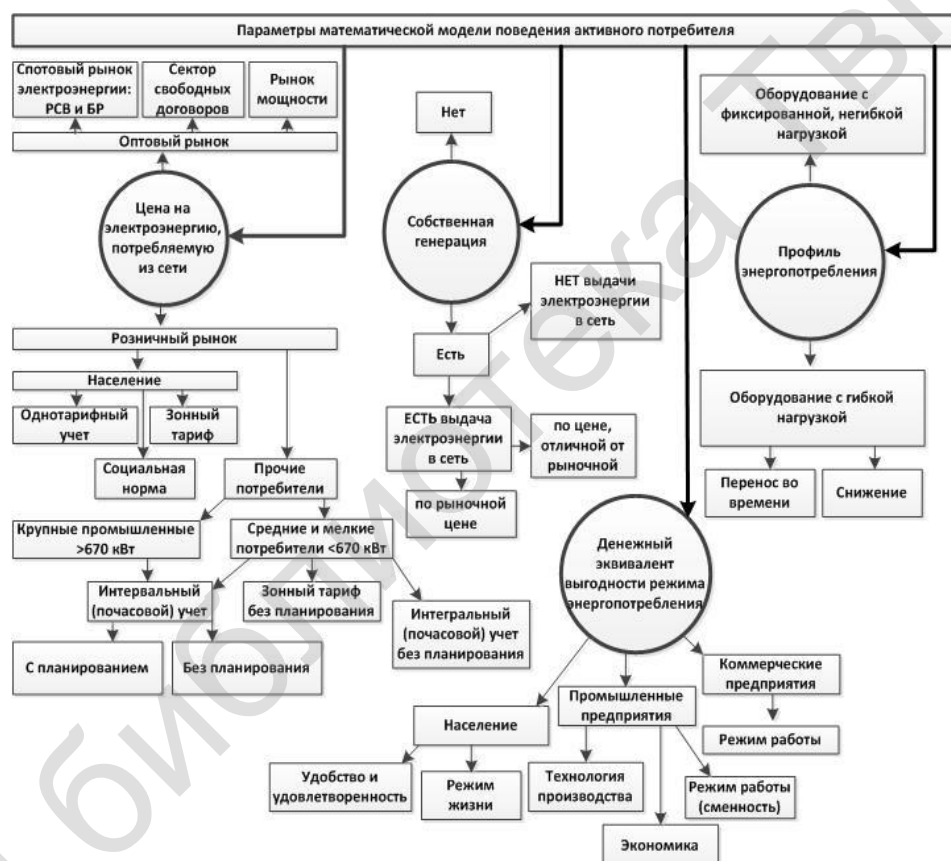 Параметры математической модели поведения активного потребителя
Спотовый рынок
электроэнергии:
РСВ и БР
Сектор
свободных
договоров
Рынок
мощности
Оптовый рынок
Цена на
электроэнергию,
потребляемую
из сети
Розничный рынок
Население
Однотарифный
учет
Зонный
тариф
Социальная
норма
Прочие
потребители
Крупные промышленные
>670 кВт
Средние и мелкие
потребители <670 кВт
Интервальный
(почасовой) учет
Зонный тариф
без планирования
Интегральный
(почасовой) учет
без планирования
С планированием
Без планирования
Нет
Собственная
генерация
НЕТ выдачи
электроэнергии
в сеть
Есть
ЕСТЬ выдача
электроэнергии
в сеть
по цене,
отличной от
рыночной
по рыночной
цене
Оборудование с
фиксированной, негибкой
нагрузкой
Профиль
энергопотребления
Оборудование с гибкой
нагрузкой
Перенос во
времени
Снижение
Денежный
эквивалент
выгодности режима
энергопотребления
Население
Удобство и
удовлетворенность
Режим
жизни
Промышленные
предприятия
Технология
производства
Экономика
Режим работы
(сменность)
Коммерческие
предприятия
Режим работы
библиотека